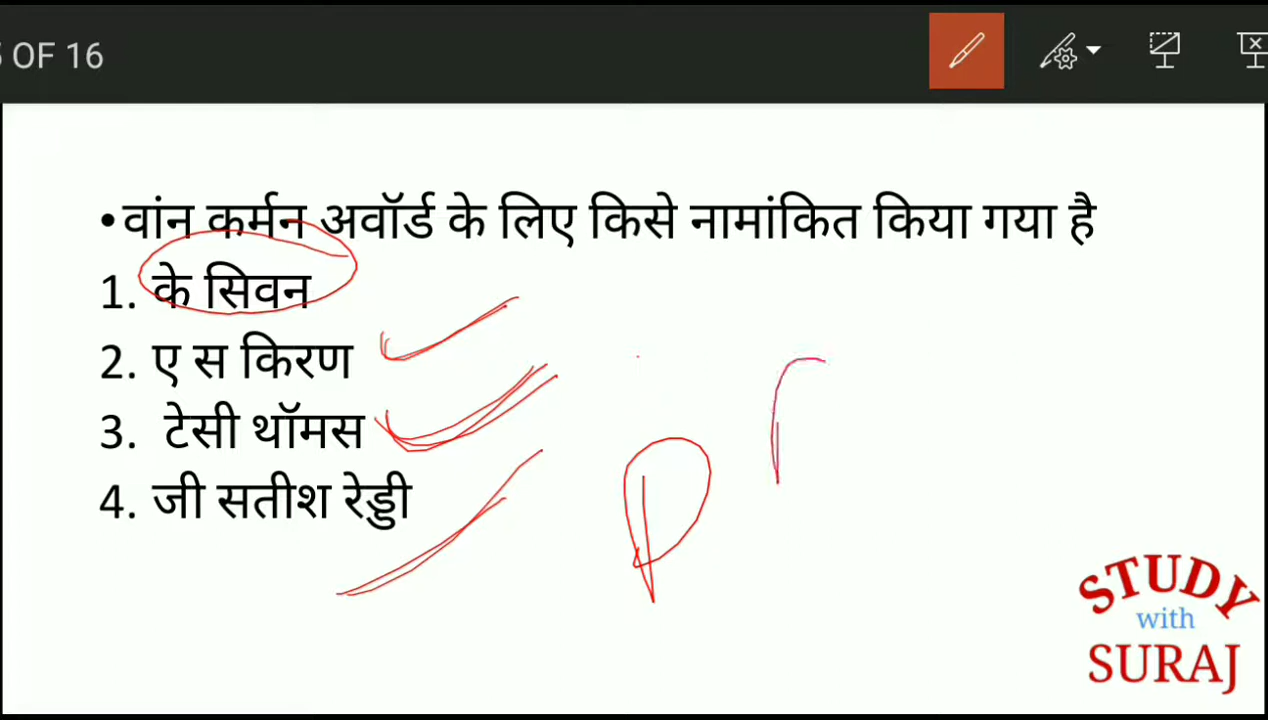 5 OF 16
•वांन कर्मन अवॉर्ड के लिए किसे नामांकित किया गया है
1. के सिवन
2. ए स किरण
3. टेसी थॉमस
4. जी सतीश रेड्डी
STUDY
with
SURAJ